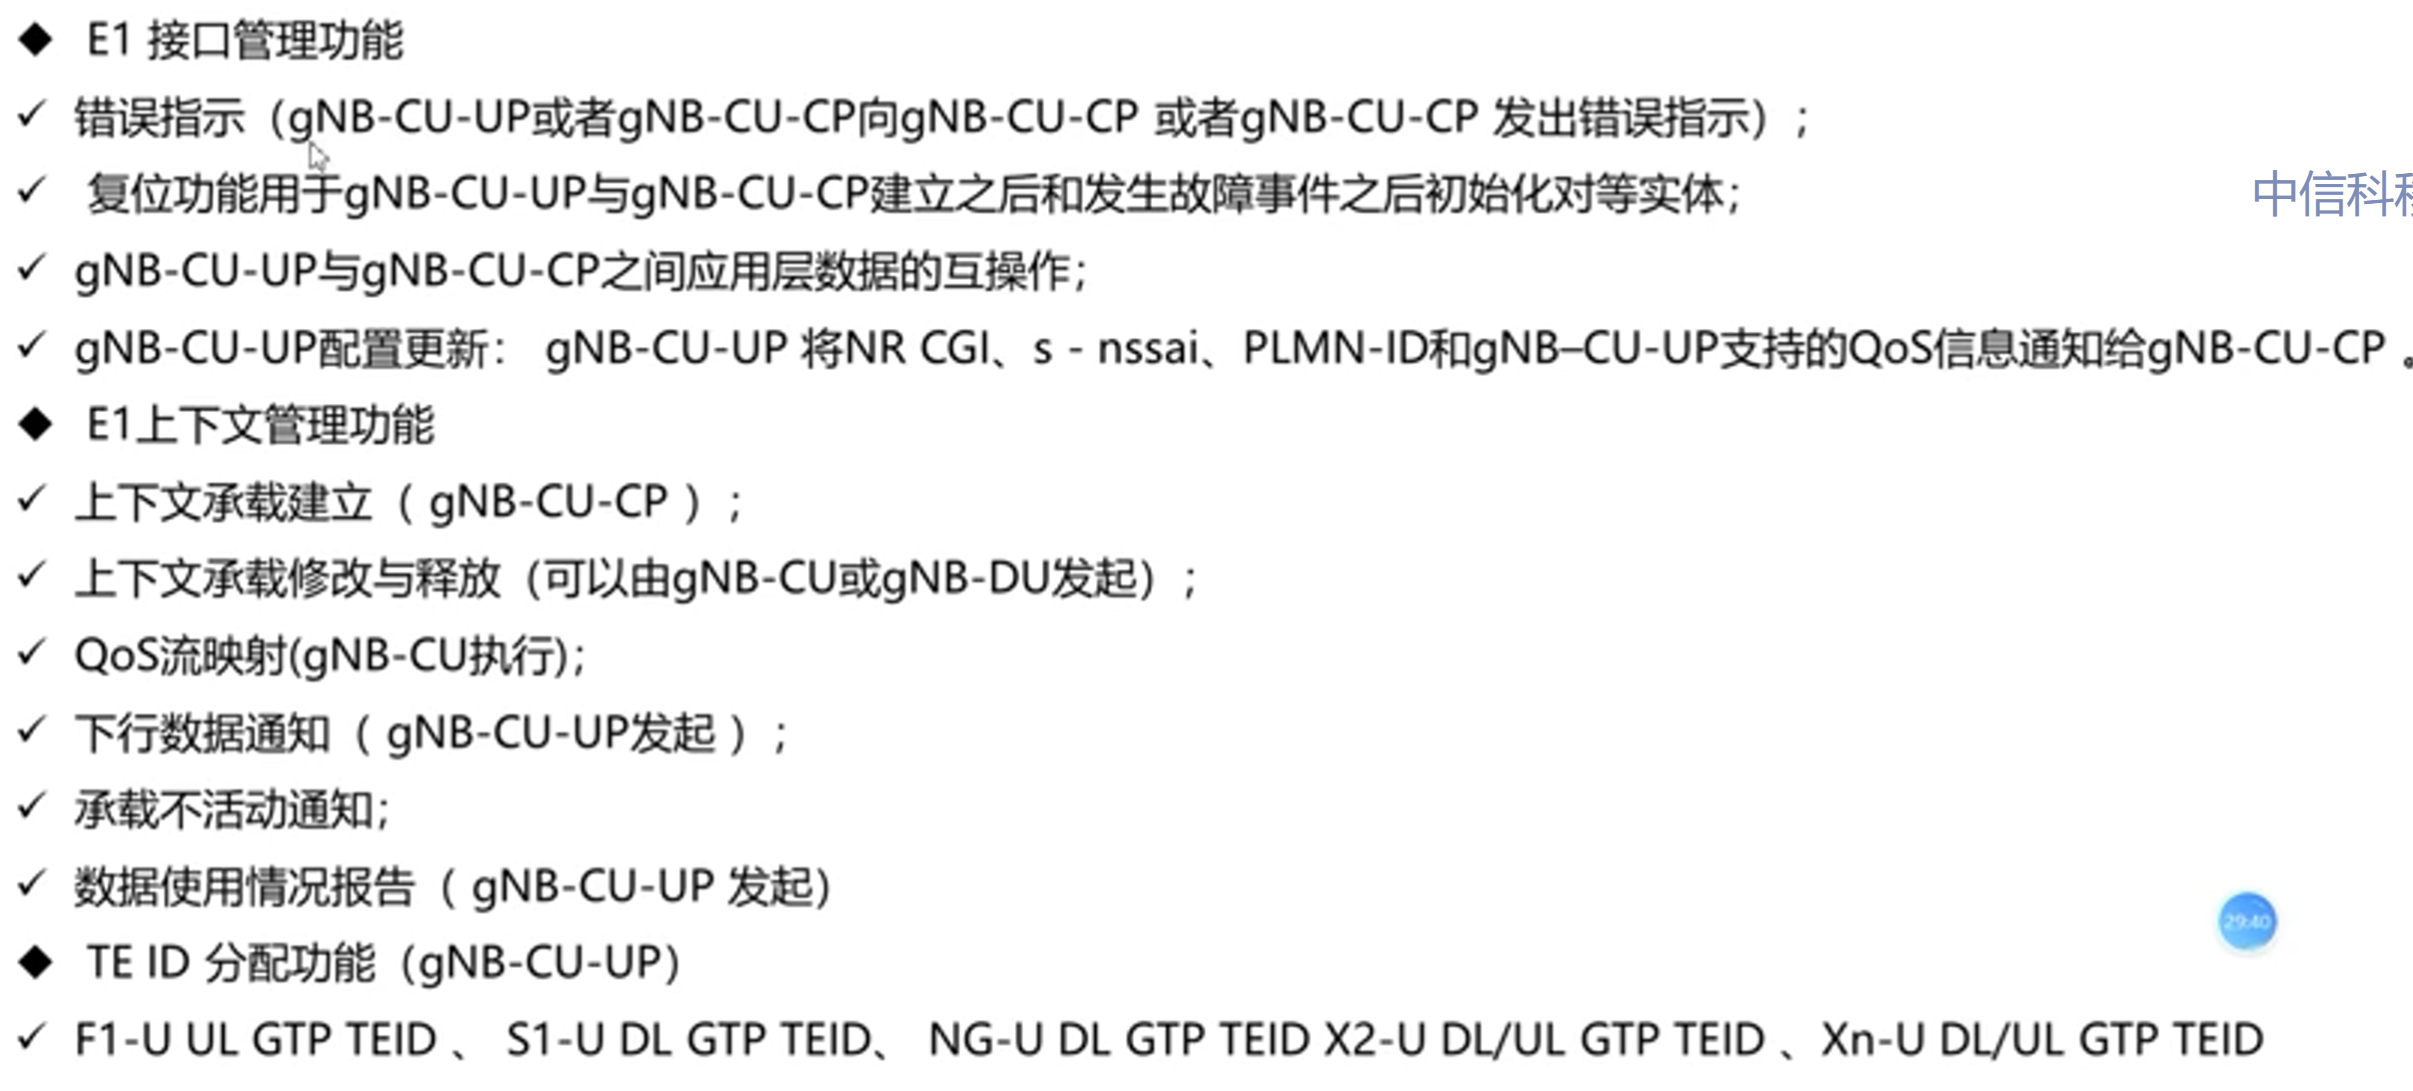 ◆ E1 接口管理功能
✓ 错误指示（gNB-CU-UP或者gNB-CU-CP向gNB-CU-CP 或者gNB-CU-CP 发出错误指示）;
✓ 复位功能用于gNB-CU-UP与gNB-CU-CP建立之后和发生故障事件之后初始化对等实体;
中信科移
✓ gNB-CU-UP与gNB-CU-CP之间应用层数据的互操作;
✓ gNB-CU-UP配置更新： gNB-CU-UP 将NR CGI、s - nssai、PLMN-ID和gNB–CU-UP支持的QoS信息通知给gNB-CU-CP 。
◆ E1上下文管理功能
✓ 上下文承载建立（ gNB-CU-CP ）;
✓ 上下文承载修改与释放（可以由gNB-CU或gNB-DU发起）;
✓ QoS流映射(gNB-CU执行);
✓ 下行数据通知（ gNB-CU-UP发起 ）;
✓ 承载不活动通知;
✓ 数据使用情况报告（ gNB-CU-UP 发起）
29:40
◆ TE ID 分配功能（gNB-CU-UP）
✓ F1-U UL GTP TEID 、 S1-U DL GTP TEID、 NG-U DL GTP TEID X2-U DL/UL GTP TEID 、Xn-U DL/UL GTP TEID